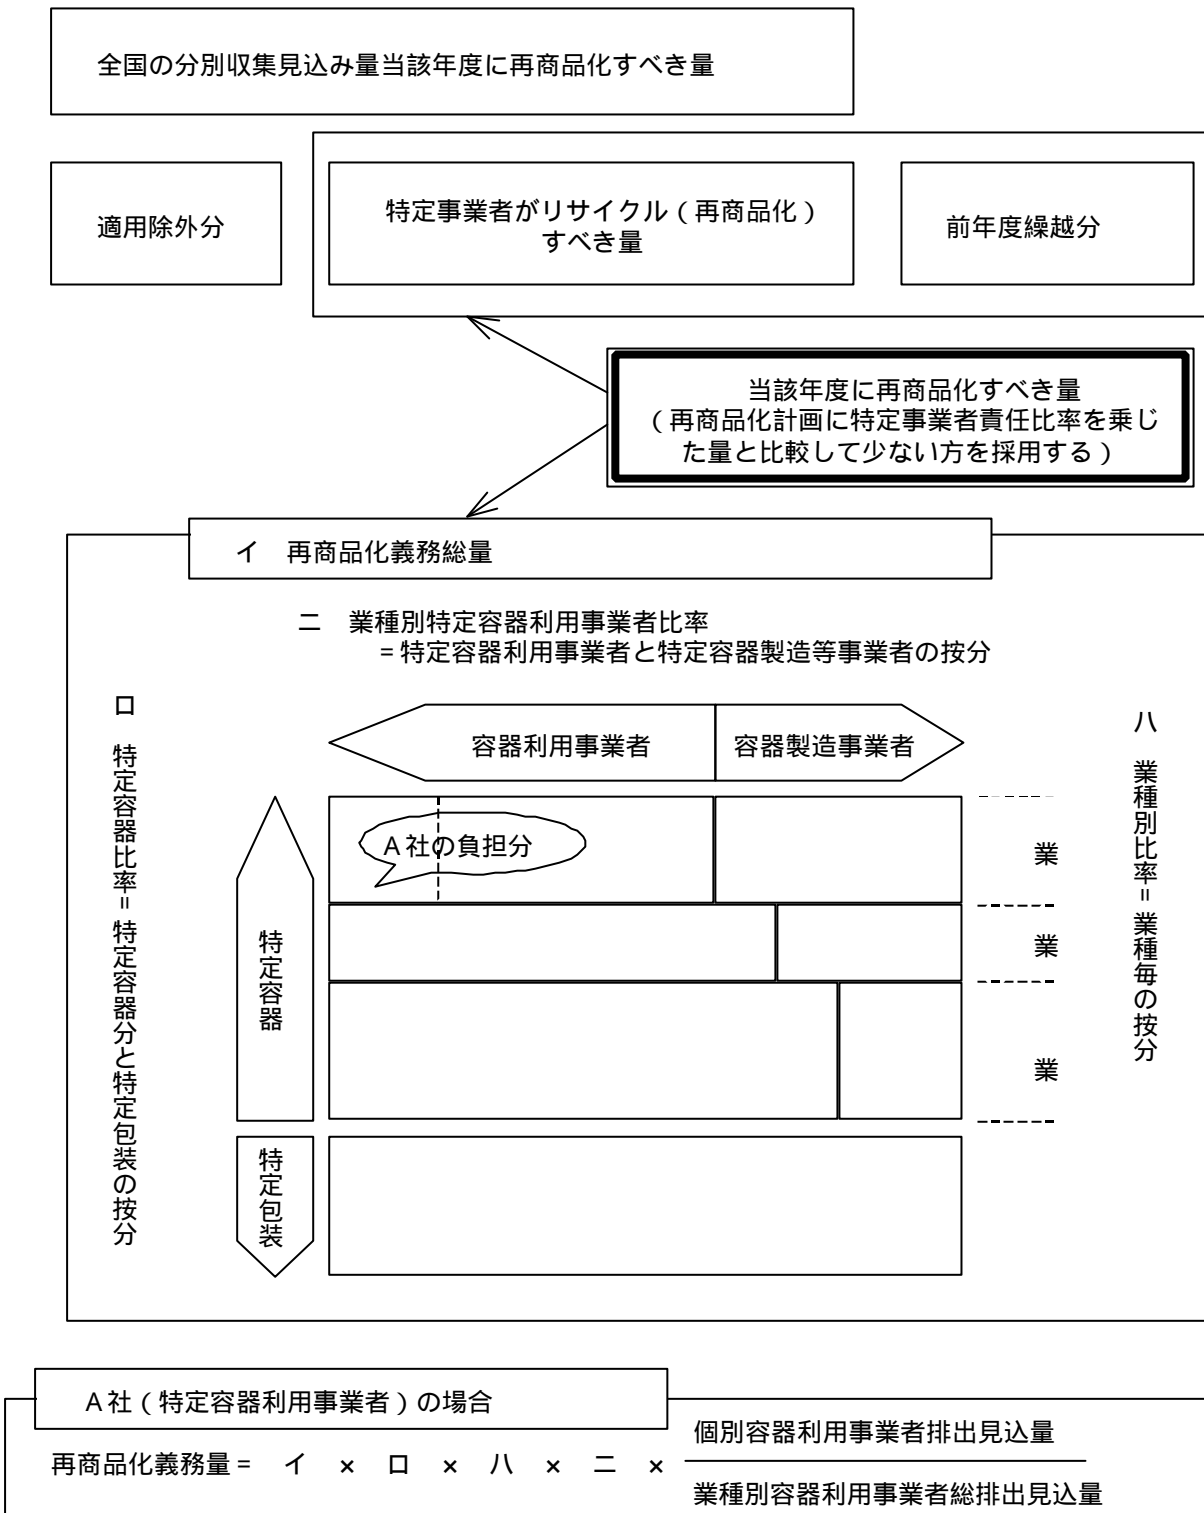 全国の分別収集見込み量当該年度に再商品化すべき量
適用除外分
特定事業者がリサイクル（再商品化）
すべき量
前年度繰越分
当該年度に再商品化すべき量
（再商品化計画に特定事業者責任比率を乗じ
た量と比較して少ない方を採用する）
イ　再商品化義務総量
ニ　業種別特定容器利用事業者比率
＝特定容器利用事業者と特定容器製造等事業者の按分
ロ　特定容器比率＝特定容器分と特定包装の按分
容器利用事業者
容器製造事業者
ハ　業種別比率＝業種毎の按分
A社の負担分
業
特定容器
業
業
特定包装
A社（特定容器利用事業者）の場合
再商品化義務量＝　イ　×　ロ　×　ハ　×　ニ　×
個別容器利用事業者排出見込量
業種別容器利用事業者総排出見込量